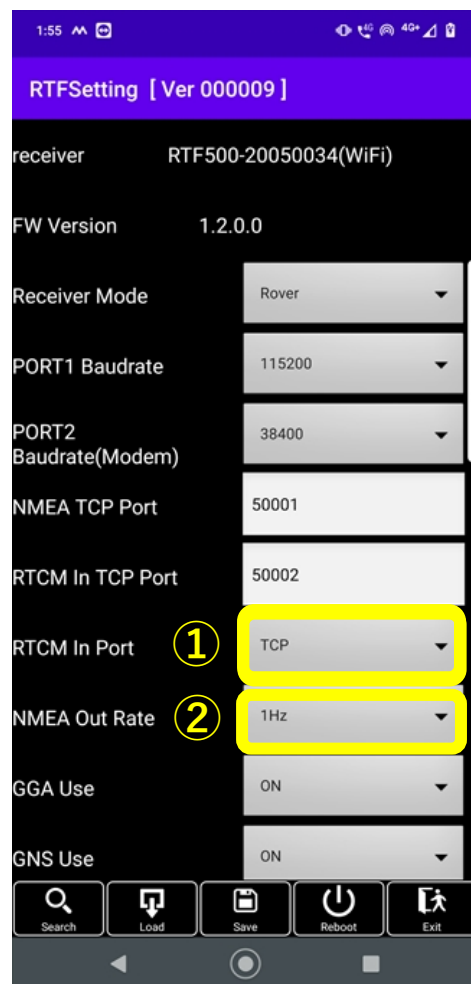 1:55
4G
4G+
RTFSetting [ Ver 000009 ]
receiver RTF500-20050034(WiFi)
FW Version 1.2.0.0
Receiver Mode Rover
PORT1 Baudrate 115200
PORT2
Baudrate(Modem) 38400
NMEA TCP Port 50001
RTCM In TCP Port 50002
RTCM In Port ① TCP
NMEA Out Rate ② 1Hz
GGA Use ON
GNS Use ON
Search Load Save Reboot Exit